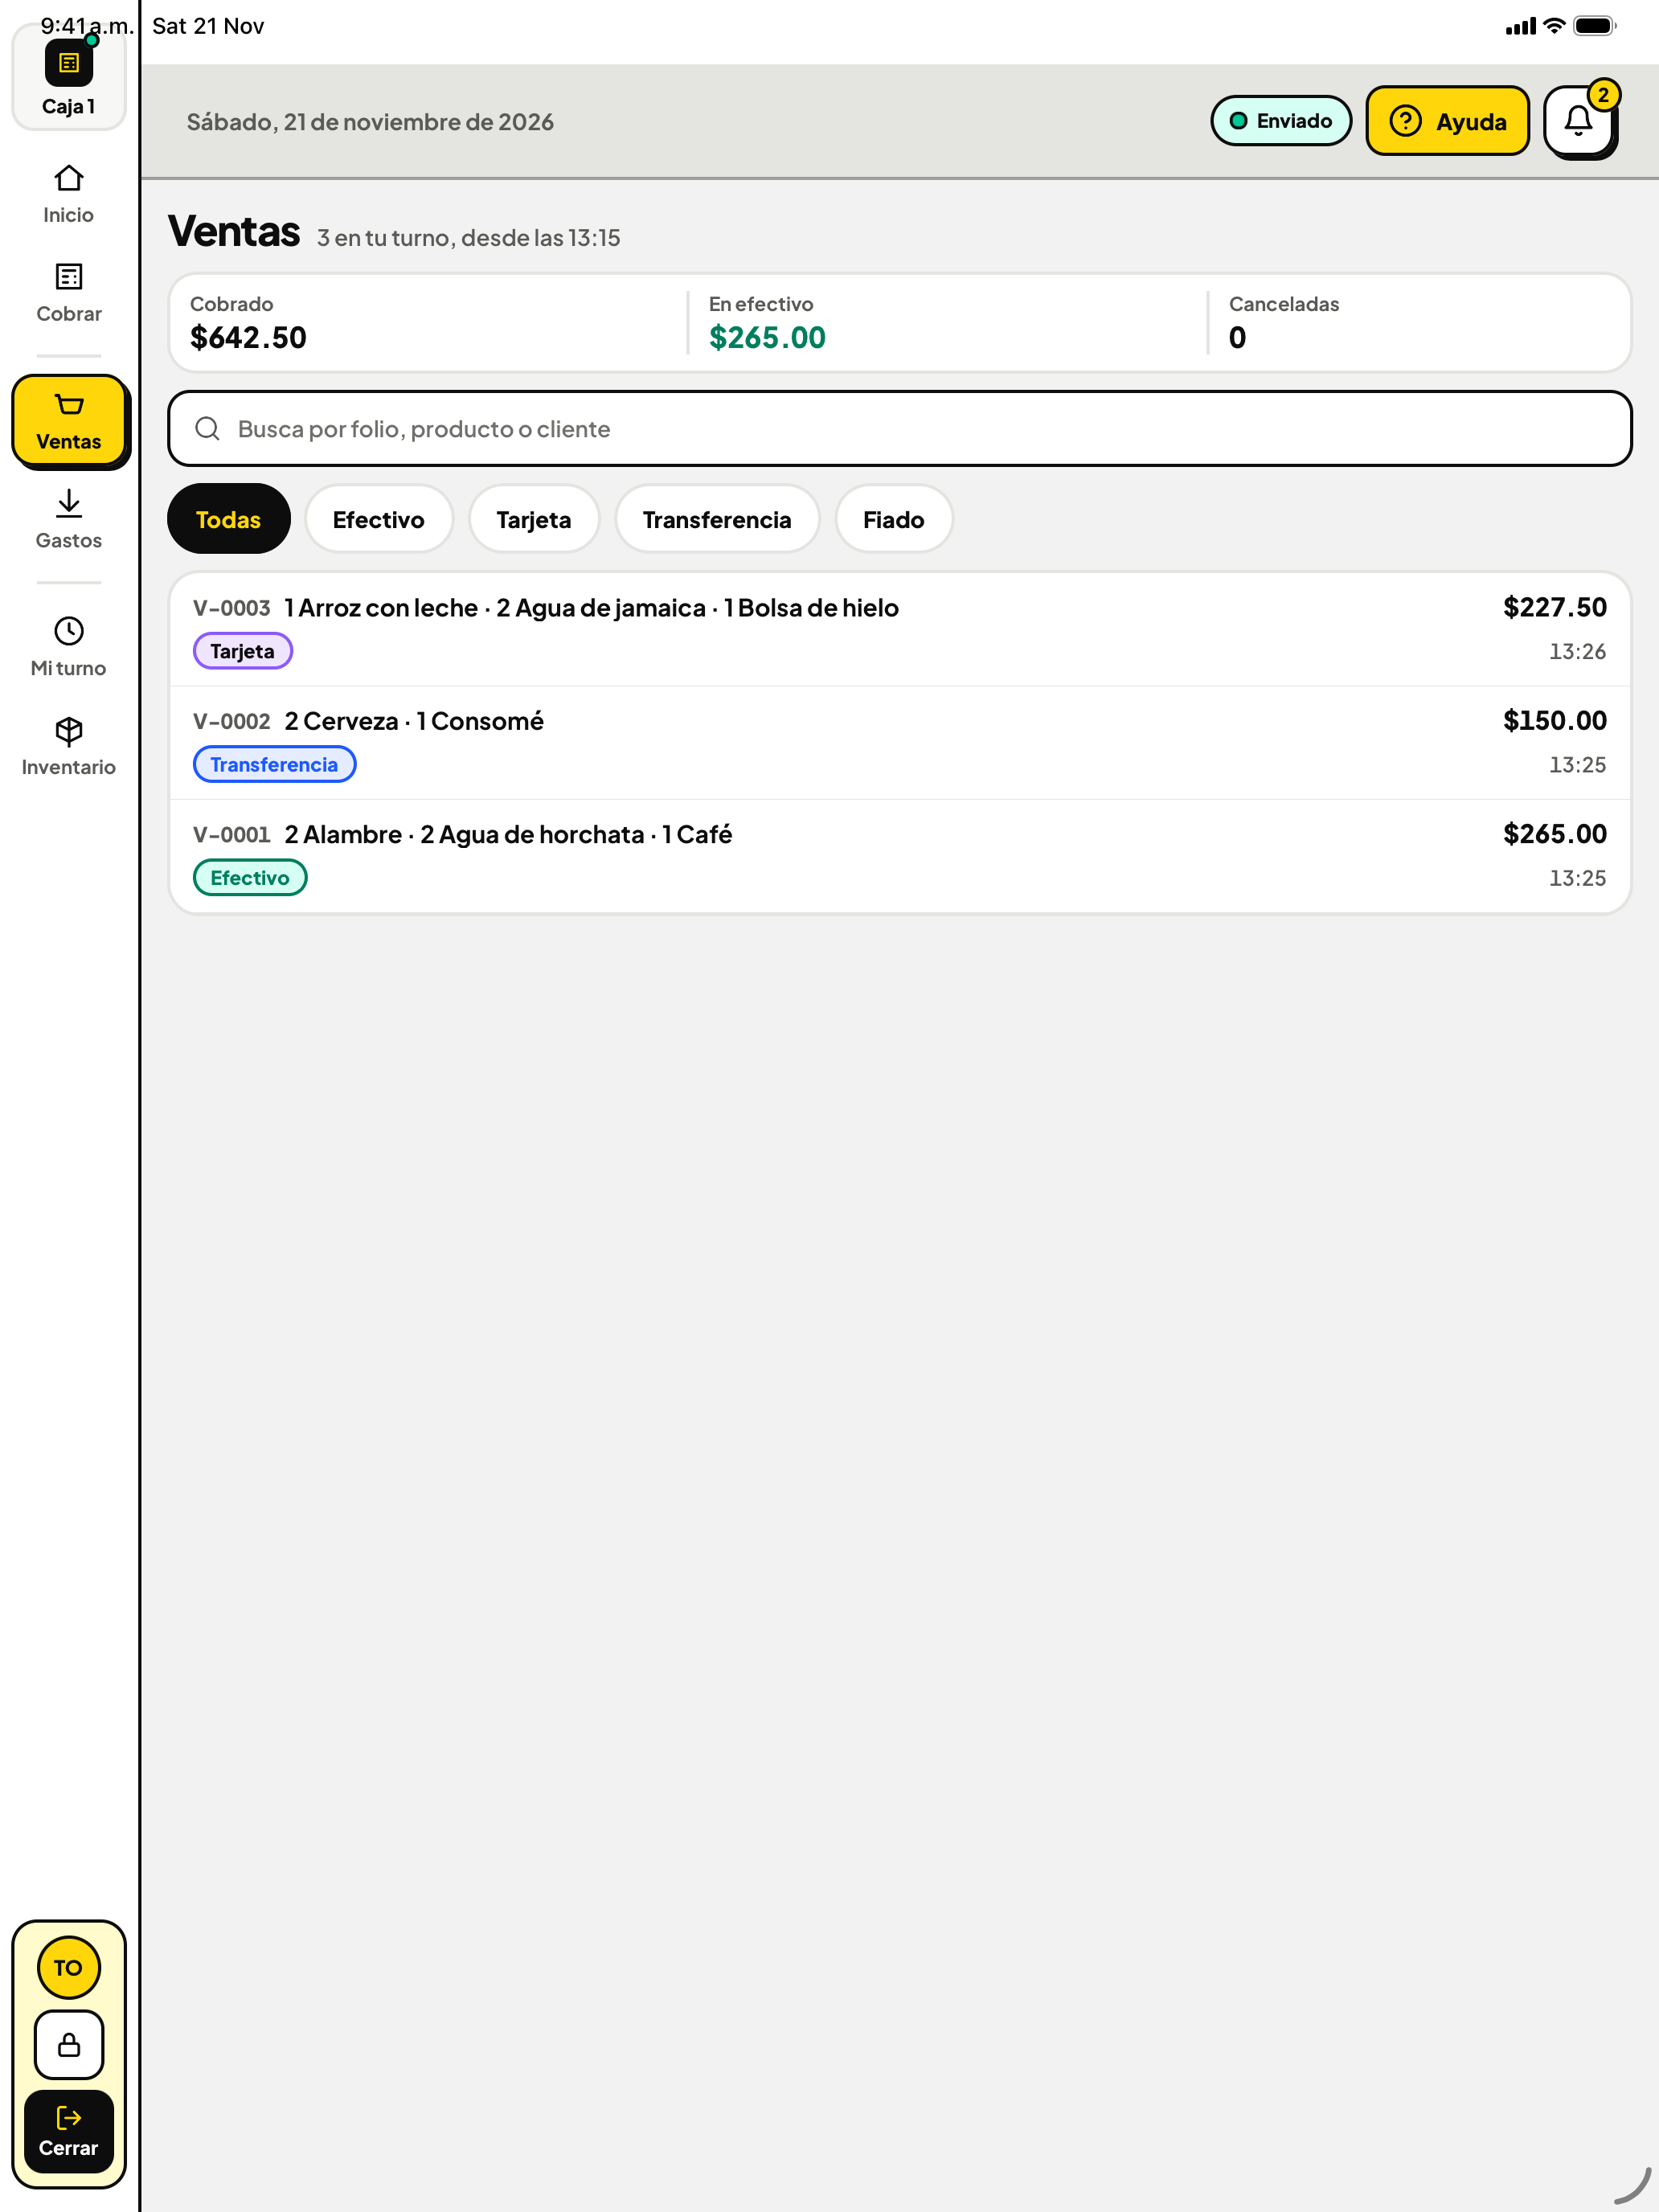 9:41 a.m. Sat 21 Nov
Caja 1
Inicio
Cobrar
Ventas
Gastos
Mi turno
Inventario
TO
Cerrar
Sábado, 21 de noviembre de 2026
Enviado
Ayuda
2
Ventas 3 en tu turno, desde las 13:15
Cobrado
$642.50
En efectivo
$265.00
Canceladas
0
Busca por folio, producto o cliente
Todas Efectivo Tarjeta Transferencia Fiado
V-0003 1 Arroz con leche · 2 Agua de jamaica · 1 Bolsa de hielo $227.50
Tarjeta 13:26
V-0002 2 Cerveza · 1 Consomé $150.00
Transferencia 13:25
V-0001 2 Alambre · 2 Agua de horchata · 1 Café $265.00
Efectivo 13:25